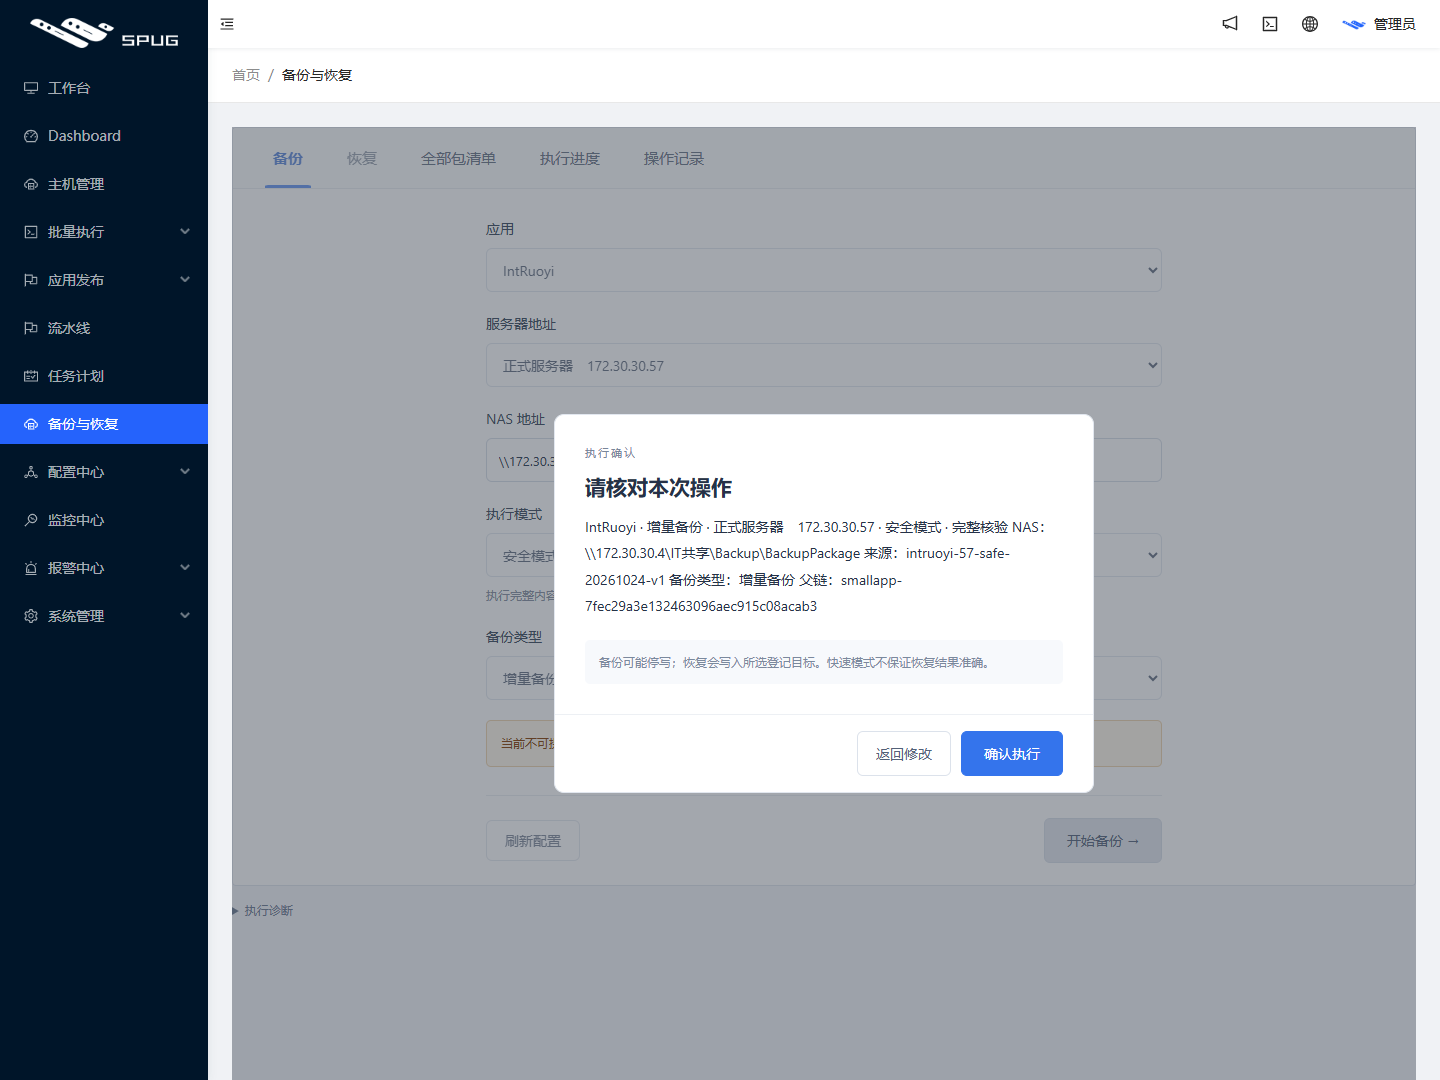 SPUG
管理员
工作台
Dashboard
主机管理
批量执行
应用发布
流水线
任务计划
备份与恢复
配置中心
监控中心
报警中心
系统管理
首页 / 备份与恢复
备份 恢复 全部包清单 执行进度 操作记录
应用
IntRuoyi
服务器地址
正式服务器 172.30.30.57
NAS 地址
\\172.30.3
执行模式
安全模式
执行完整内容
备份类型
增量备份
当前不可
刷新配置
开始备份 →
执行诊断
执行确认
请核对本次操作
IntRuoyi · 增量备份 · 正式服务器 172.30.30.57 · 安全模式 · 完整核验 NAS：
\\172.30.30.4\IT共享\Backup\BackupPackage 来源：intruoyi-57-safe-
20261024-v1 备份类型：增量备份 父链：smallapp-
7fec29a3e132463096aec915c08acab3
备份可能停写；恢复会写入所选登记目标。快速模式不保证恢复结果准确。
返回修改
确认执行